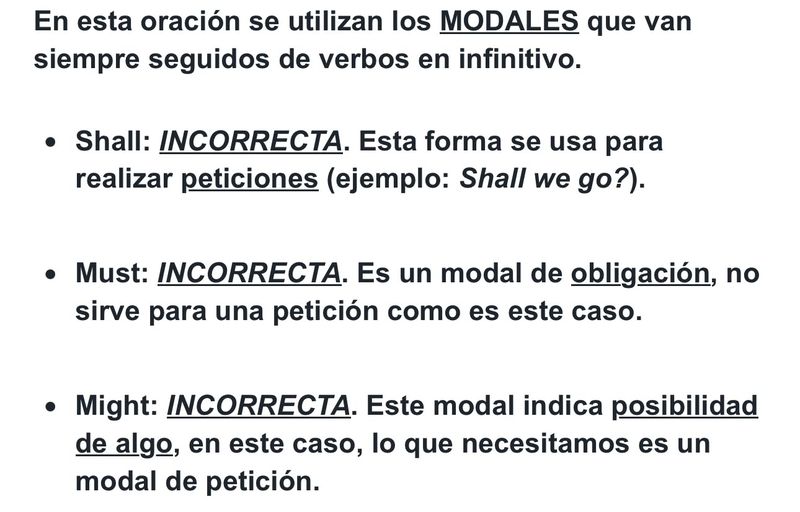 En esta oración se utilizan los MODALES que van
siempre seguidos de verbos en infinitivo.
• Shall: INCORRECTA. Esta forma se usa para
realizar peticiones (ejemplo: Shall we go?).
• Must: INCORRECTA. Es un modal de obligación, no
sirve para una petición como es este caso.
• Might: INCORRECTA. Este modal indica posibilidad
de algo, en este caso, lo que necesitamos es un
modal de petición.